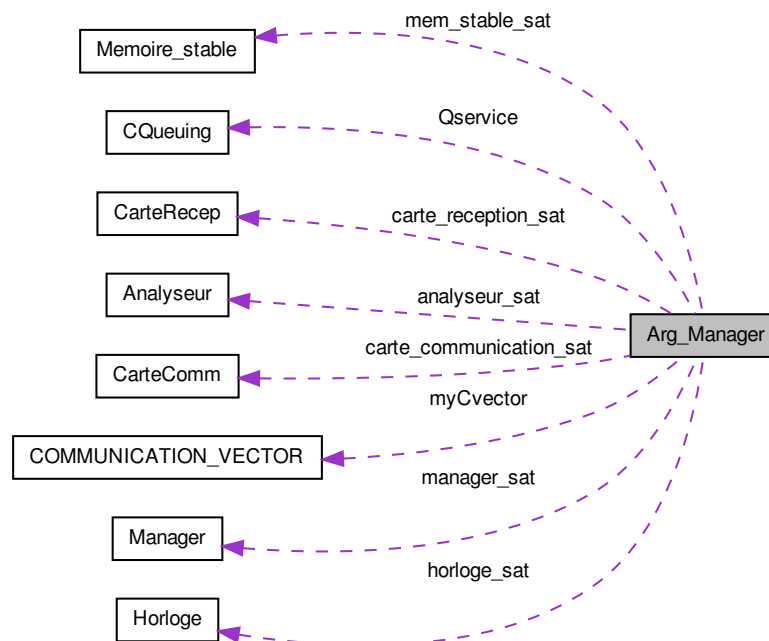 mem_stable_sat
Memoire_stable
Qservice
CQueuing
carte_reception_sat
CarteRecep
analyseur_sat
Analyseur
Arg_Manager
carte_communication_sat
CarteComm
myCvector
COMMUNICATION_VECTOR
manager_sat
Manager
horloge_sat
Horloge